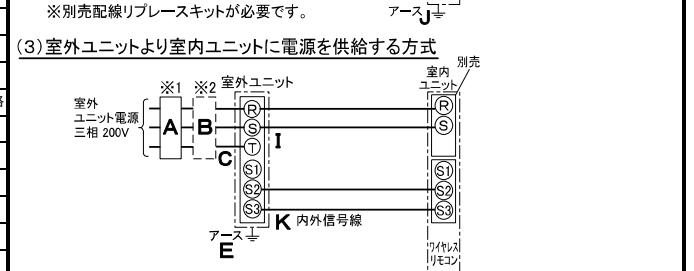 ※別売配線リプレースキットが必要です。
アース J
(3)室外ユニットより室内ユニットに電源を供給する方式
別売
※1 ※2 室外ユニット
室内
ユニット
室外
ユニット電源
三相 200V
A B C
R
S
T
S1
S2
S3
I
R
S
S1
S2
S3
K 内外信号線
アース
E
ワイヤレス
リモコン